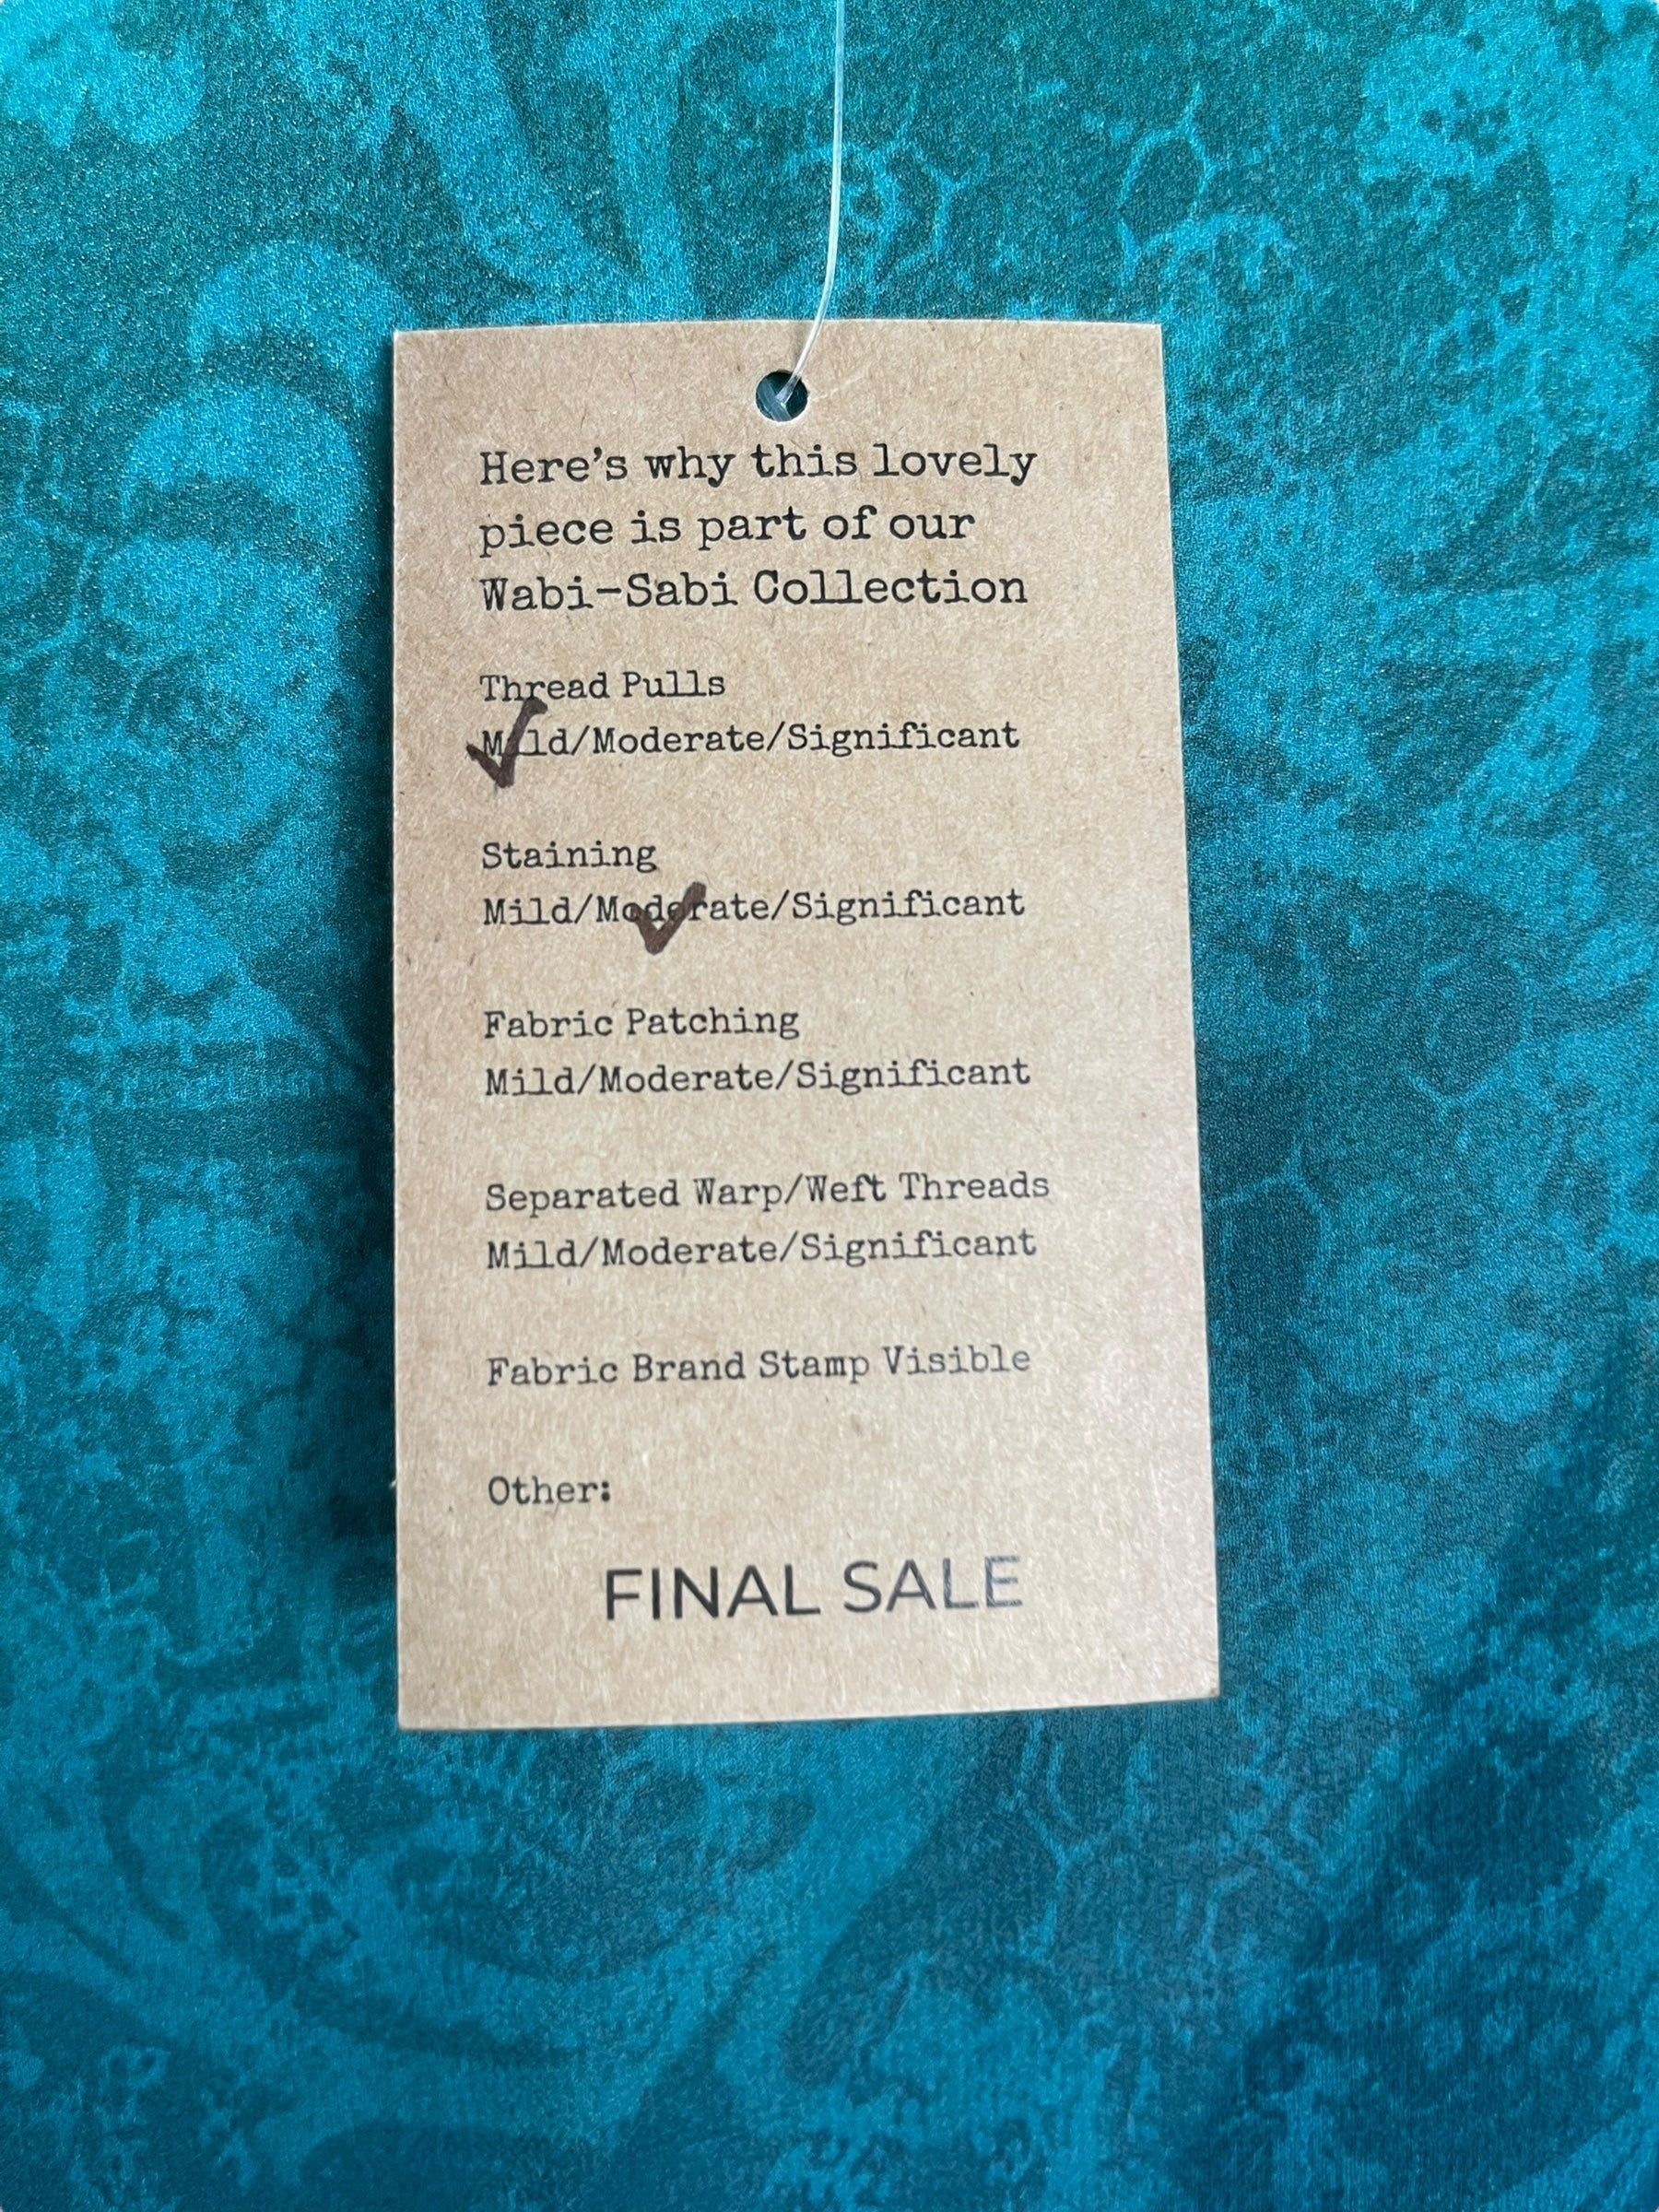 Here's why this lovely
piece is part of our
Wabi-Sabi Collection
Thread Pulls
Mild/Moderate/Significant
Staining
Mild/Moderate/Significant
Fabric Patching
Mild/Moderate/Significant
Separated Warp/Weft Threads
Mild/Moderate/Significant
Fabric Brand Stamp Visible
Other:
FINAL SALE